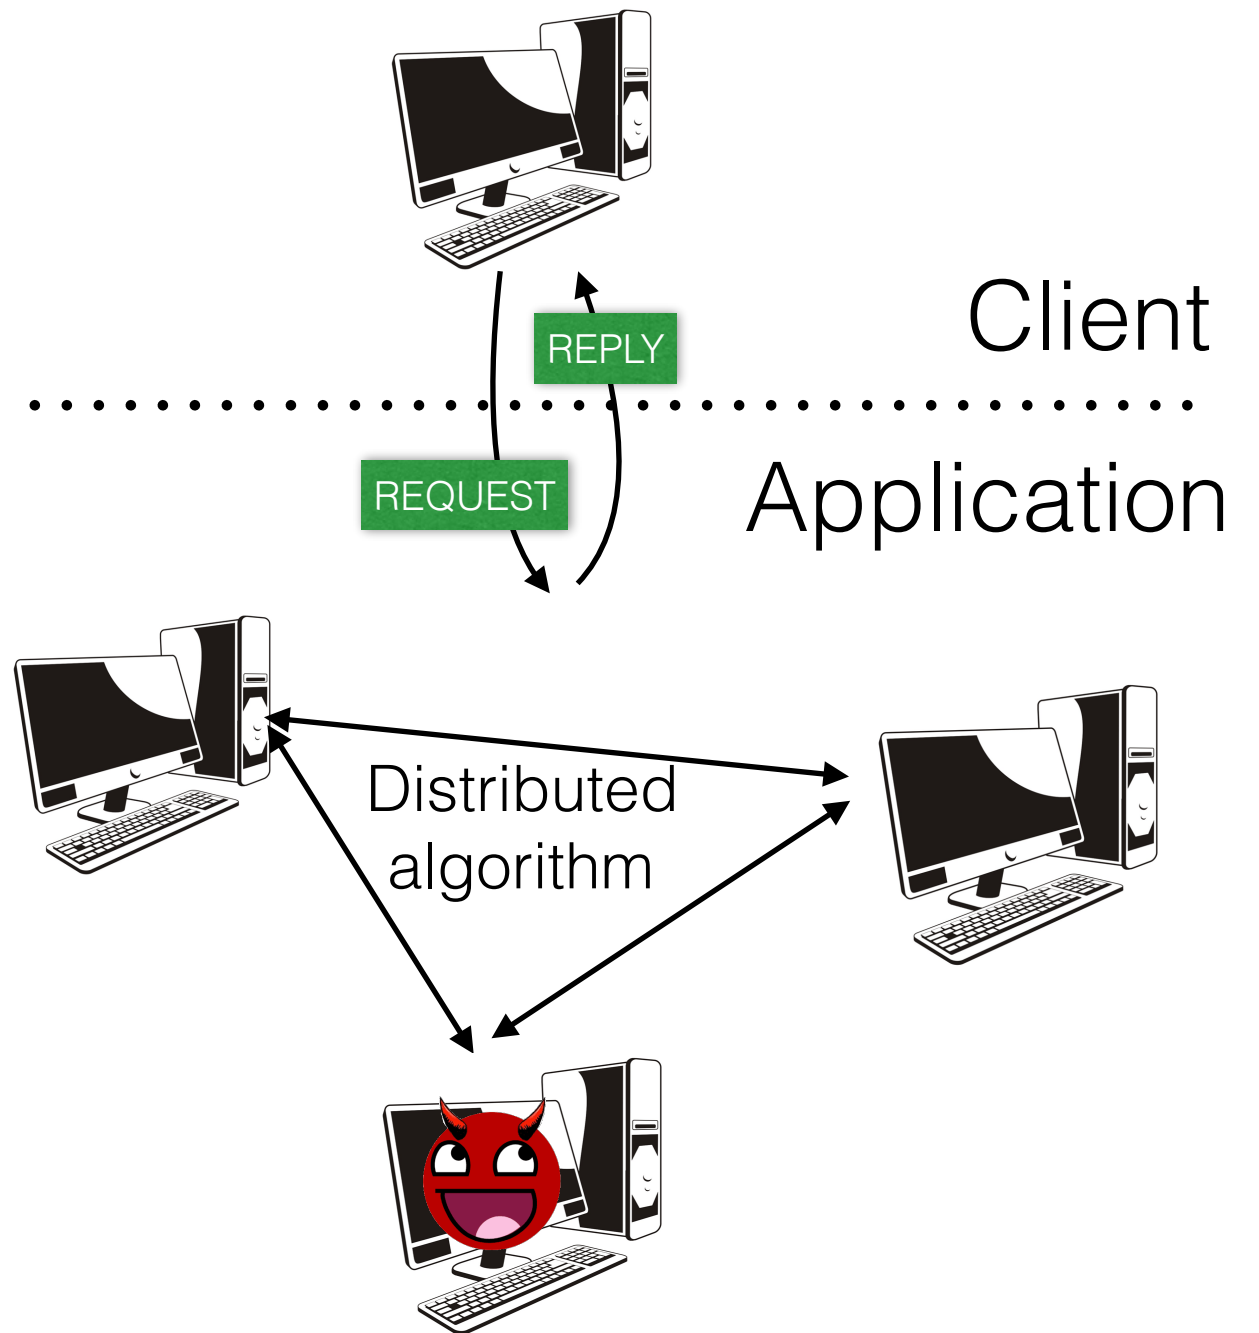 Client
REPLY
REQUEST
Application
Distributed
algorithm